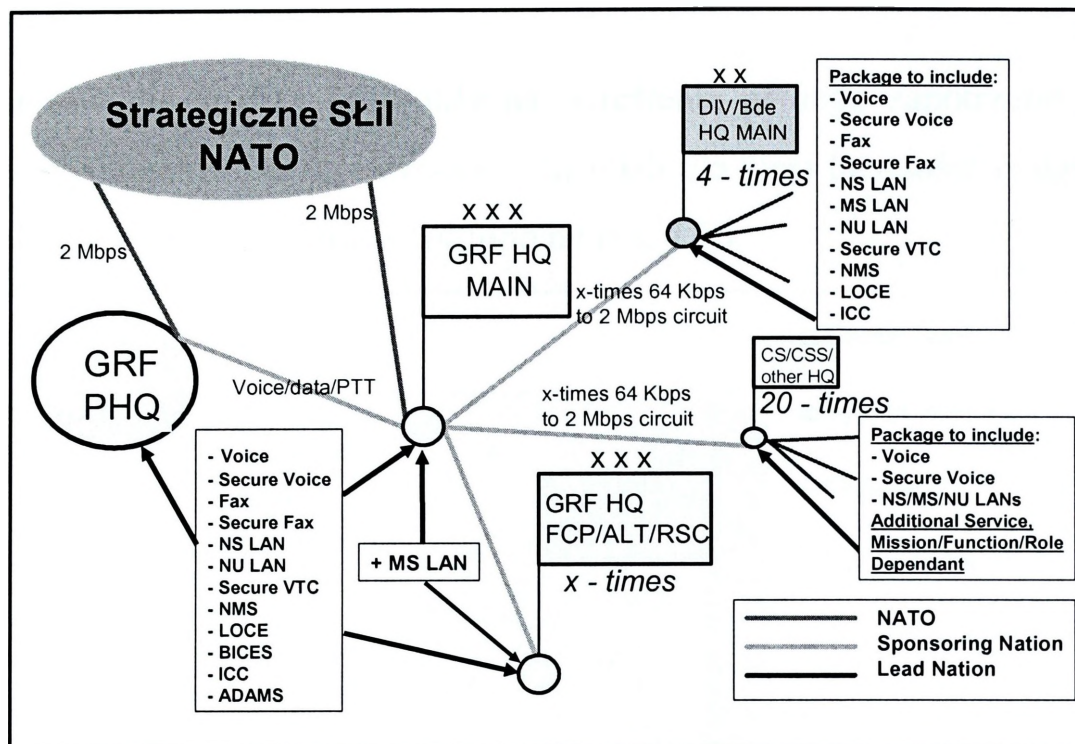 Strategiczne SŁiI
NATO
2 Mbps
2 Mbps
GRF
PHQ
Voice/data/PTT
X X X
GRF HQ
MAIN
x-times 64 Kbps
to 2 Mbps circuit
X X
DIV/Bde
HQ MAIN
4 - times
Package to include:
- Voice
- Secure Voice
- Fax
- Secure Fax
- NS LAN
- MS LAN
- NU LAN
- Secure VTC
- NMS
- LOCE
- ICC
x-times 64 Kbps
to 2 Mbps circuit
CS/CSS/
other HQ
20 - times
Package to include:
- Voice
- Secure Voice
- NS/MS/NU LANs
Additional Service,
Mission/Function/Role
Dependant
- Voice
- Secure Voice
- Fax
- Secure Fax
- NS LAN
- NU LAN
- Secure VTC
- NMS
- LOCE
- BICES
- ICC
- ADAMS
+ MS LAN
X X X
GRF HQ
FCP/ALT/RSC
x - times
NATO
Sponsoring Nation
Lead Nation